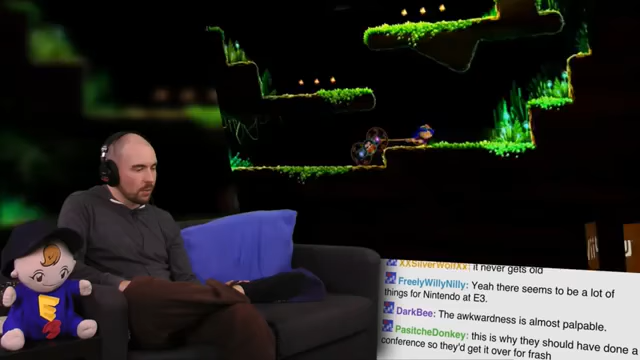 XXSilverWolfXx: it never gets old
FreelyWillyNilly: Yeah there seems to be a lot of
things for Nintendo at E3.
DarkBee: The awkwardness is almost palpable.
PasitcheDonkey: this is why they should have done a
conference so they'd get it over for frash
E3